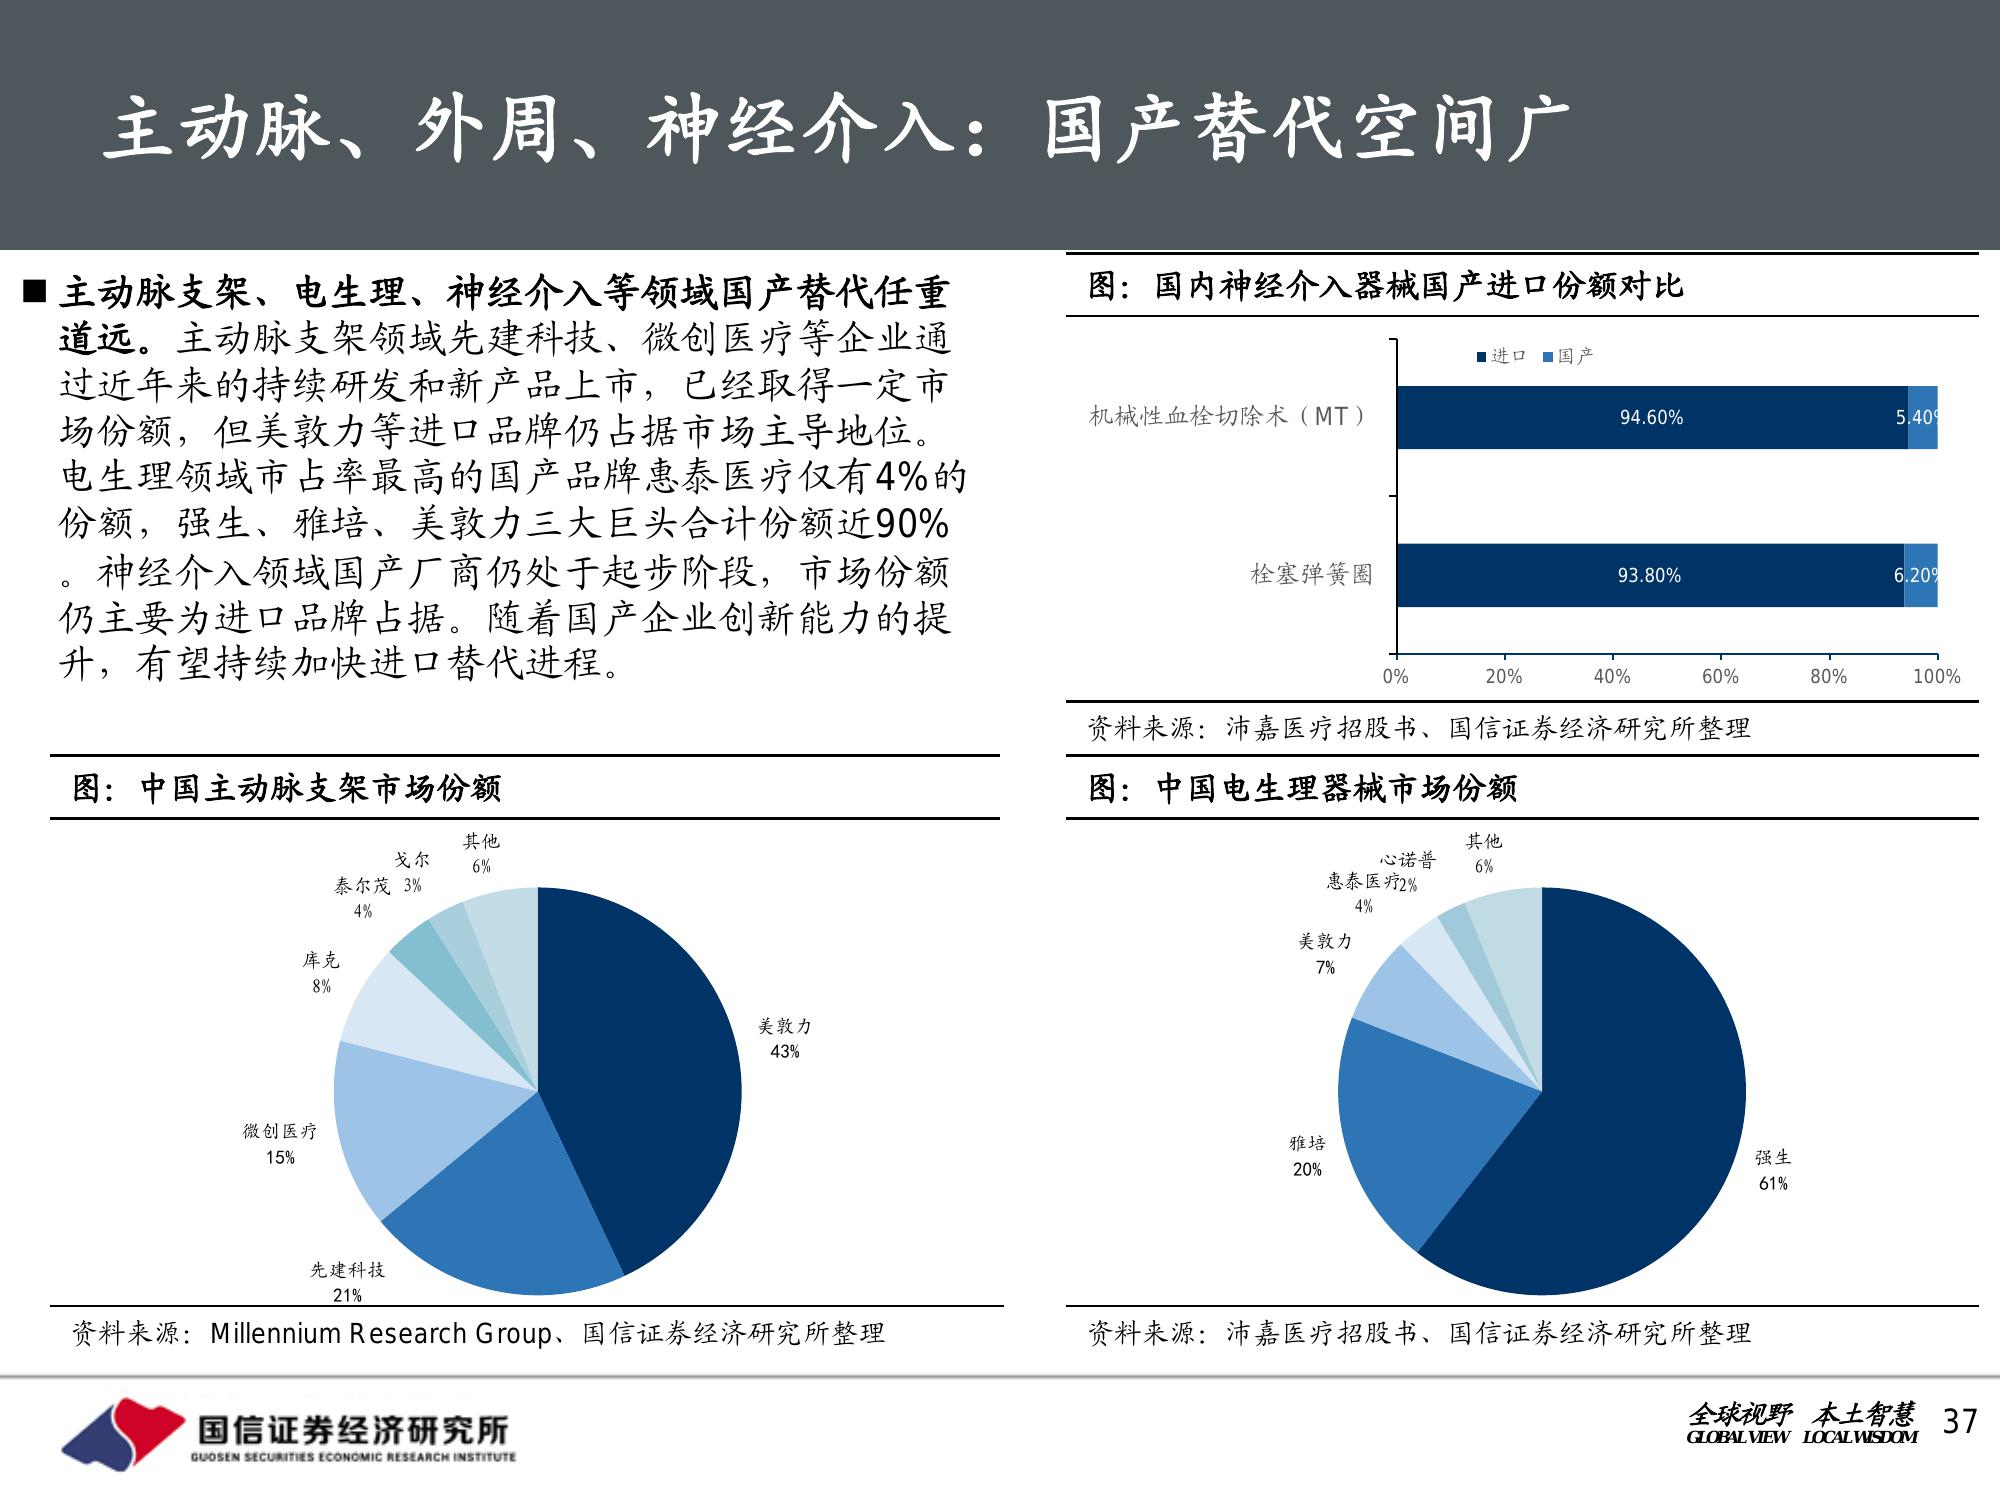 主动脉、外周、神经介入：国产替代空间广
■主动脉支架、电生理、神经介入等领域国产替代任重
道远。主动脉支架领域先建科技、微创医疗等企业通
过近年来的持续研发和新产品上市，已经取得一定市
场份额，但美敦力等进口品牌仍占据市场主导地位。
电生理领域市占率最高的国产品牌惠泰医疗仅有4%的
份额，强生、雅培、美敦力三大巨头合计份额近90%
。神经介入领域国产厂商仍处于起步阶段，市场份额
仍主要为进口品牌占据。随着国产企业创新能力的提
升，有望持续加快进口替代进程。
图：国内神经介入器械国产进口份额对比
进口 国产
机械性血栓切除术（MT） 94.60% 5.40%
栓塞弹簧圈 93.80% 6.20%
0% 20% 40% 60% 80% 100%
资料来源：沛嘉医疗招股书、国信证券经济研究所整理
图：中国主动脉支架市场份额
其他
6%
戈尔
3%
泰尔茂
4%
库克
8%
美敦力
43%
微创医疗
15%
先建科技
21%
资料来源：Millennium Research Group、国信证券经济研究所整理
图：中国电生理器械市场份额
其他
6%
心诺普
2%
惠泰医疗
4%
美敦力
7%
雅培
20%
强生
61%
资料来源：沛嘉医疗招股书、国信证券经济研究所整理
国信证券经济研究所
GUOSEN SECURITIES ECONOMIC RESEARCH INSTITUTE
全球视野 本土智慧
GLOBAL VIEW LOCAL WISDOM
37